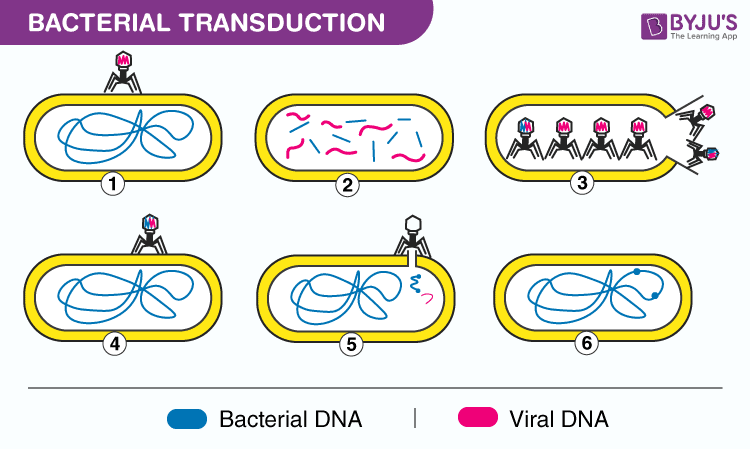 BACTERIAL TRANSDUCTION
BYJU'S
The Learning App
1
2
3
4
5
6
Bacterial DNA | Viral DNA